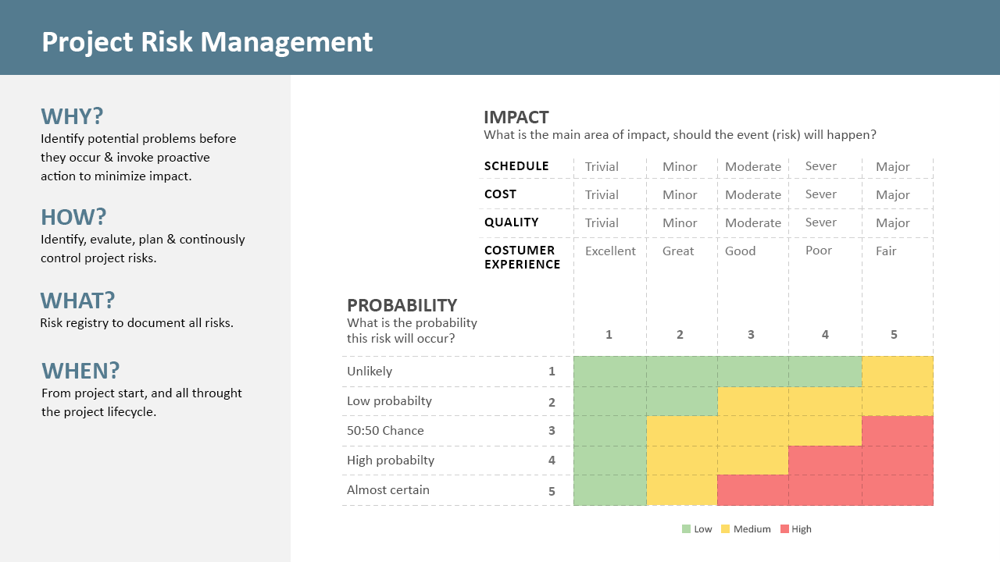 Project Risk Management
WHY?
Identify potential problems before
they occur & invoke proactive
action to minimize impact.
HOW?
Identify, evalute, plan & continously
control project risks.
WHAT?
Risk registry to document all risks.
WHEN?
From project start, and all throught
the project lifecycle.
IMPACT
What is the main area of impact, should the event (risk) will happen?
SCHEDULE Trivial Minor Moderate Sever Major
COST Trivial Minor Moderate Sever Major
QUALITY Trivial Minor Moderate Sever Major
COSTUMER Excellent Great Good Poor Fair
EXPERIENCE
PROBABILITY
What is the probability
this risk will occur?
1 2 3 4 5
Unlikely 1
Low probabilty 2
50:50 Chance 3
High probabilty 4
Almost certain 5
Low Medium High